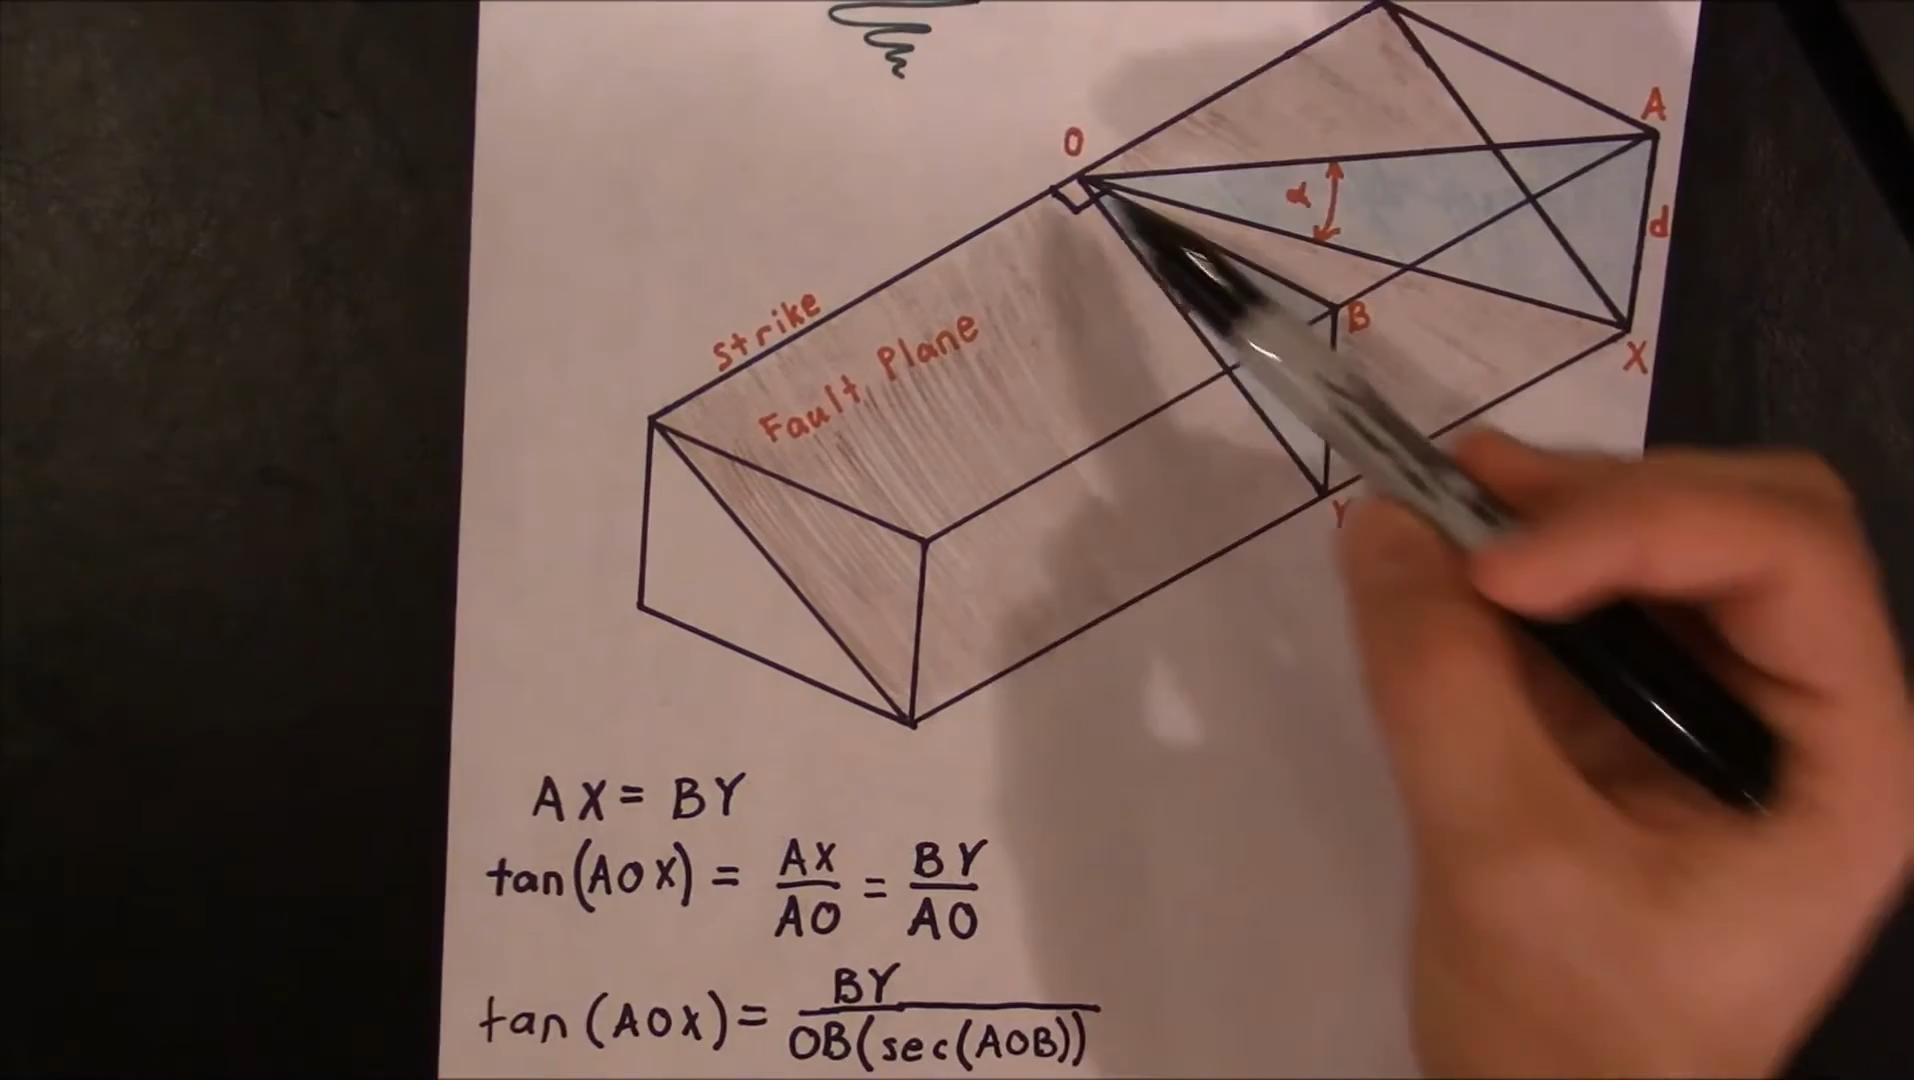 O
A
α
d
B
X
strike
Fault Plane
Y
AX = BY
tan(AOX) = AX/AO = BY/AO
tan(AOX) = BY/OB(sec(AOB))